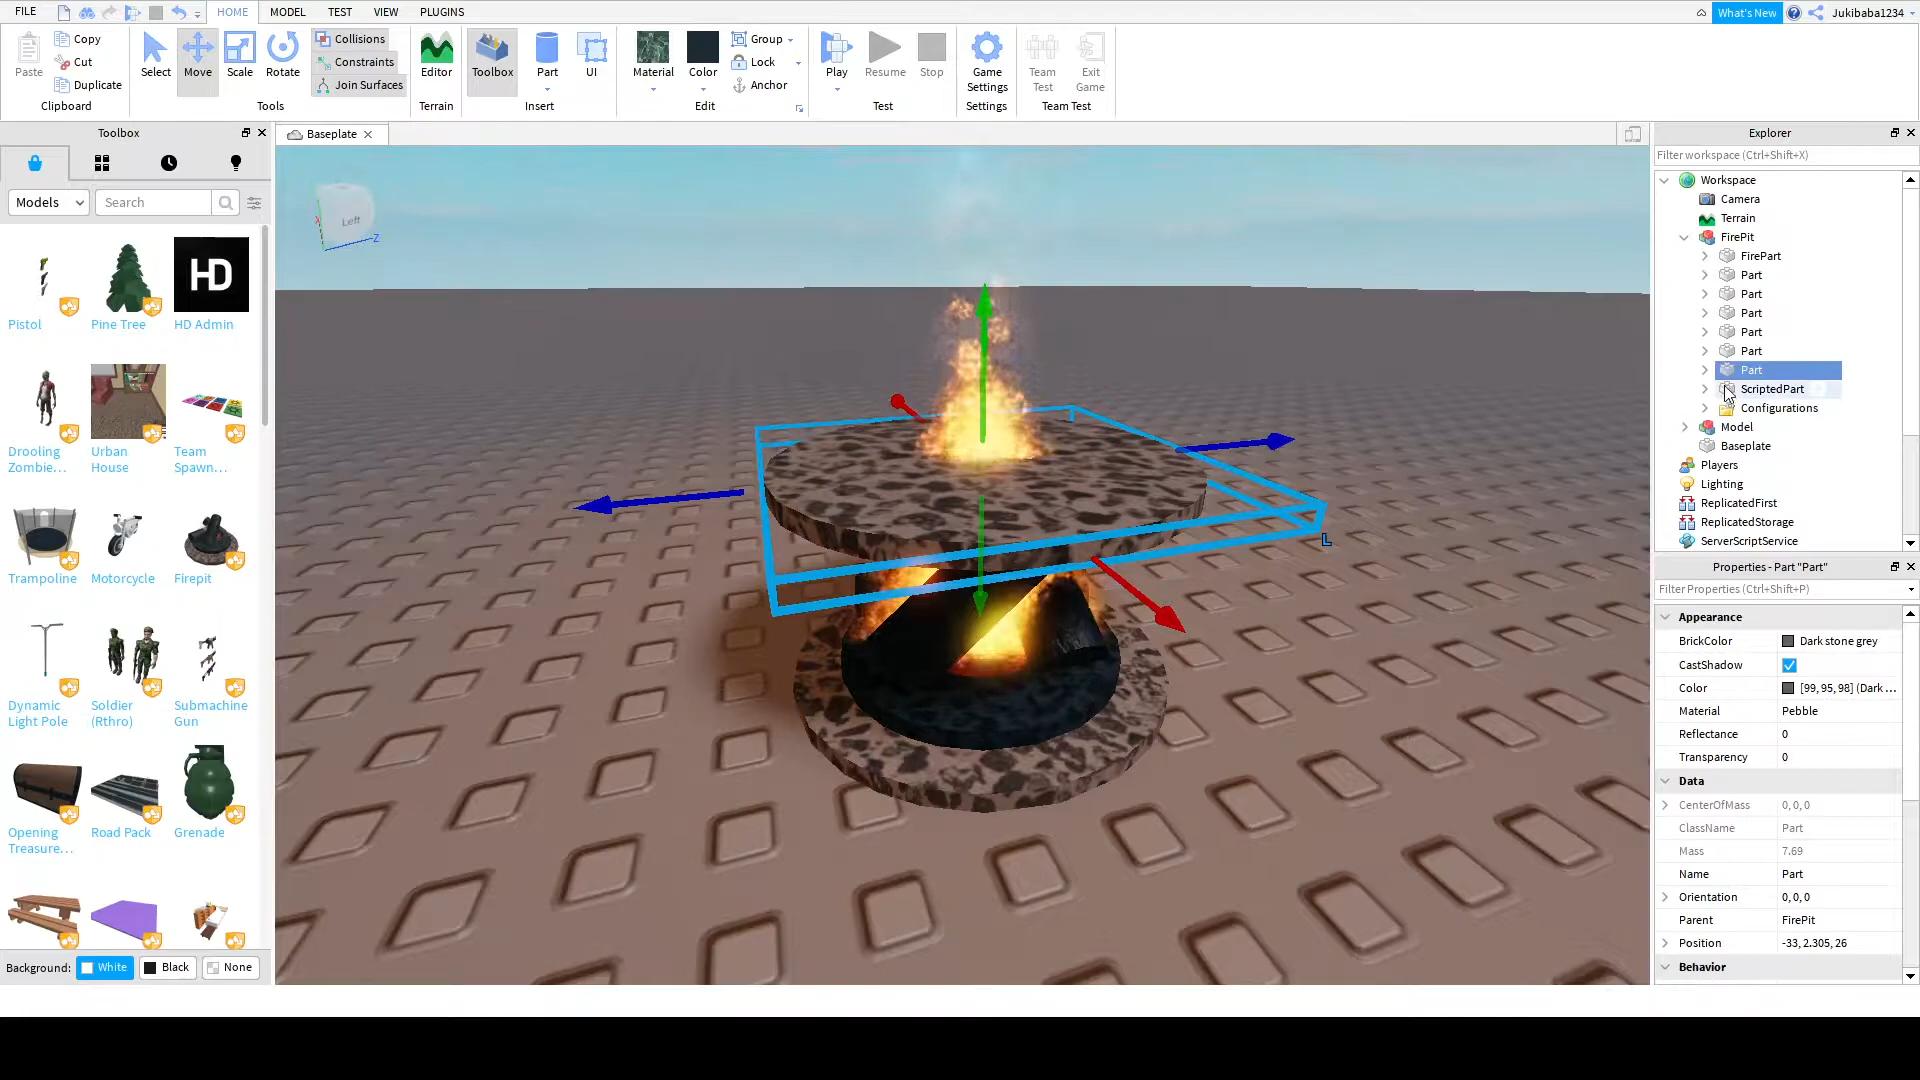 FILE
HOME
MODEL
TEST
VIEW
PLUGINS
What's New
Jukibaba1234
Paste
Copy
Cut
Duplicate
Clipboard
Select
Move
Scale
Rotate
Tools
Collisions
Constraints
Join Surfaces
Editor
Terrain
Toolbox
Part
UI
Insert
Material
Color
Group
Lock
Anchor
Edit
Play
Resume
Stop
Test
Game
Settings
Settings
Team
Test
Exit
Game
Team Test
Toolbox
Models
Search
Pistol
Pine Tree
HD
HD Admin
Drooling
Zombie...
Urban
House
Team
Spawn...
Trampoline
Motorcycle
Firepit
Dynamic
Light Pole
Soldier
(Rthro)
Submachine
Gun
Opening
Treasure...
Road Pack
Grenade
Background:
White
Black
None
Baseplate
Left
X
Z
L
Explorer
Filter workspace (Ctrl+Shift+X)
Workspace
Camera
Terrain
FirePit
FirePart
Part
Part
Part
Part
Part
Part
ScriptedPart
Configurations
Model
Baseplate
Players
Lighting
ReplicatedFirst
ReplicatedStorage
ServerScriptService
Properties - Part "Part"
Filter Properties (Ctrl+Shift+P)
Appearance
BrickColor Dark stone grey
CastShadow
Color [99, 95, 98] (Dark ...
Material Pebble
Reflectance 0
Transparency 0
Data
CenterOfMass 0, 0, 0
ClassName Part
Mass 7.69
Name Part
Orientation 0, 0, 0
Parent FirePit
Position -33, 2.305, 26
Behavior